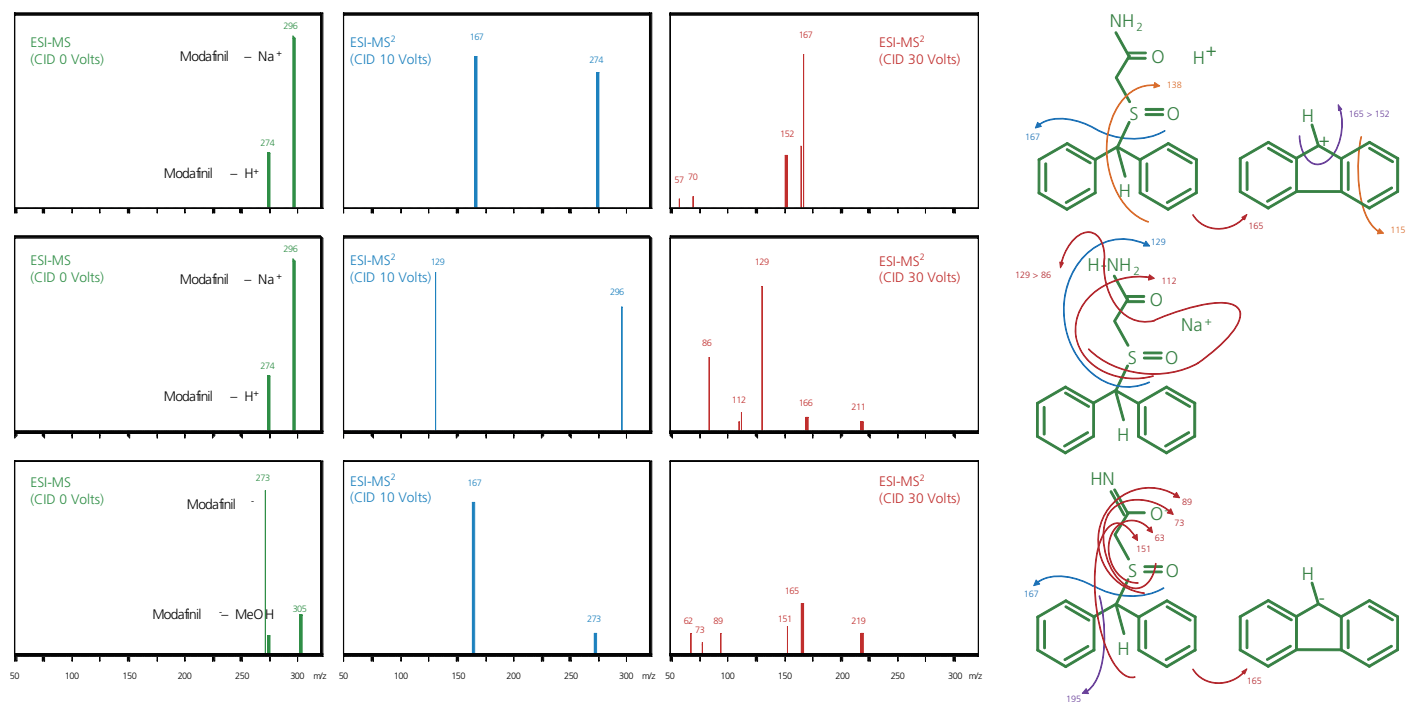 ESI-MS
(CID 0 Volts)
296
Modafinil – Na+
274
Modafinil – H+
ESI-MS2
(CID 10 Volts)
167
274
ESI-MS2
(CID 30 Volts)
167
152
57 70
NH2
O
H+
138
S=O
167
H
165
H
+
165 > 152
115
ESI-MS
(CID 0 Volts)
296
Modafinil – Na+
274
Modafinil – H+
ESI-MS2
(CID 10 Volts)
129
296
ESI-MS2
(CID 30 Volts)
129
86
112
166
211
129
129 > 86
H-NH2
112
O
Na+
S=O
H
ESI-MS
(CID 0 Volts)
273
Modafinil -
Modafinil -– MeOH
305
50 100 150 200 250 300 m/z
ESI-MS2
(CID 10 Volts)
167
273
50 100 150 200 250 300 m/z
ESI-MS2
(CID 30 Volts)
165
62
73
89
151
219
50 100 150 200 250 300 m/z
HN
89
O-
73
63
151
S=O
167
H
195
165
H
-